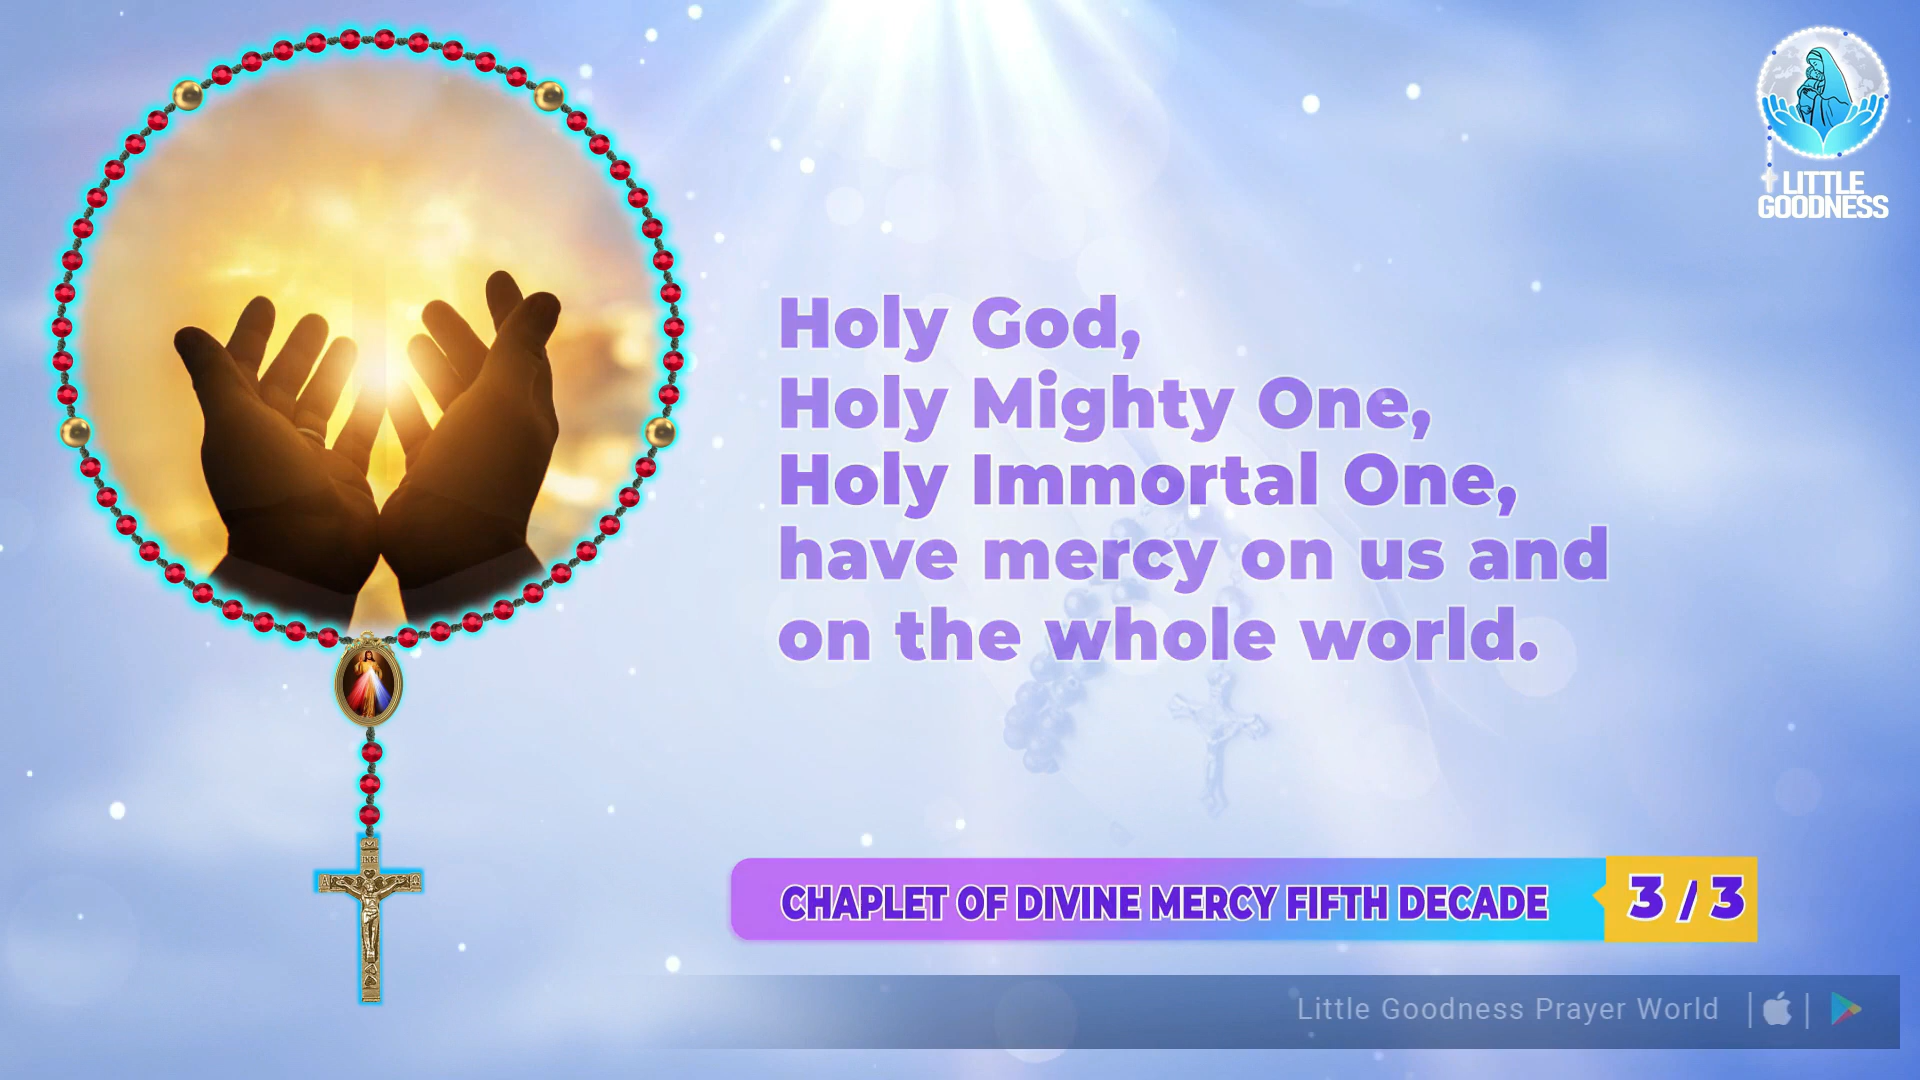 LITTLE
GOODNESS
Holy God,
Holy Mighty One,
Holy Immortal One,
have mercy on us and
on the whole world.
INRI
CHAPLET OF DIVINE MERCY FIFTH DECADE
3 / 3
Little Goodness Prayer World